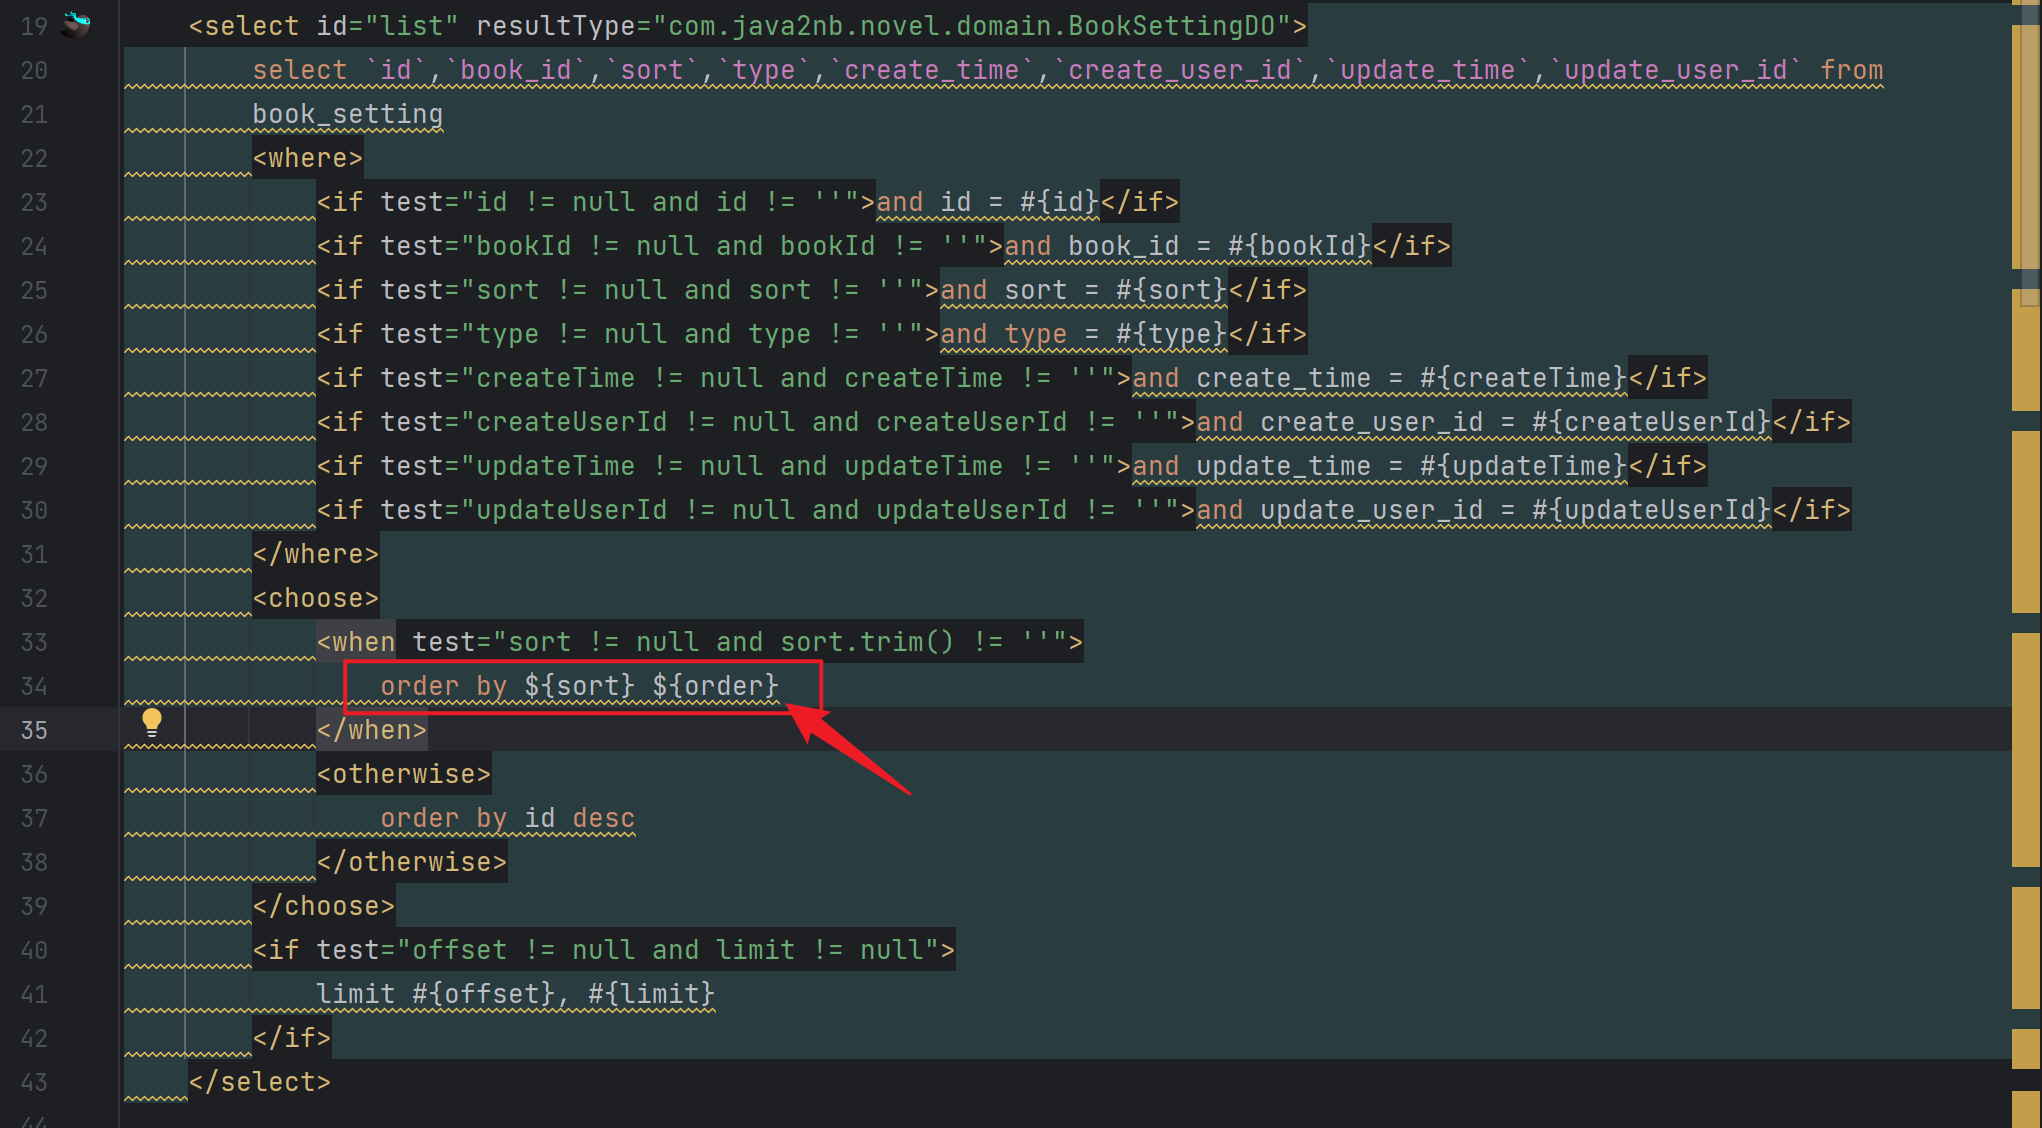 19 <select id="list" resultType="com.java2nb.novel.domain.BookSettingDO">
20 select `id`,`book_id`,`sort`,`type`,`create_time`,`create_user_id`,`update_time`,`update_user_id` from
21 book_setting
22 <where>
23 <if test="id != null and id != ''">and id = #{id}</if>
24 <if test="bookId != null and bookId != ''">and book_id = #{bookId}</if>
25 <if test="sort != null and sort != ''">and sort = #{sort}</if>
26 <if test="type != null and type != ''">and type = #{type}</if>
27 <if test="createTime != null and createTime != ''">and create_time = #{createTime}</if>
28 <if test="createUserId != null and createUserId != ''">and create_user_id = #{createUserId}</if>
29 <if test="updateTime != null and updateTime != ''">and update_time = #{updateTime}</if>
30 <if test="updateUserId != null and updateUserId != ''">and update_user_id = #{updateUserId}</if>
31 </where>
32 <choose>
33 <when test="sort != null and sort.trim() != ''">
34 order by ${sort} ${order}
35 </when>
36 <otherwise>
37 order by id desc
38 </otherwise>
39 </choose>
40 <if test="offset != null and limit != null">
41 limit #{offset}, #{limit}
42 </if>
43 </select>
44